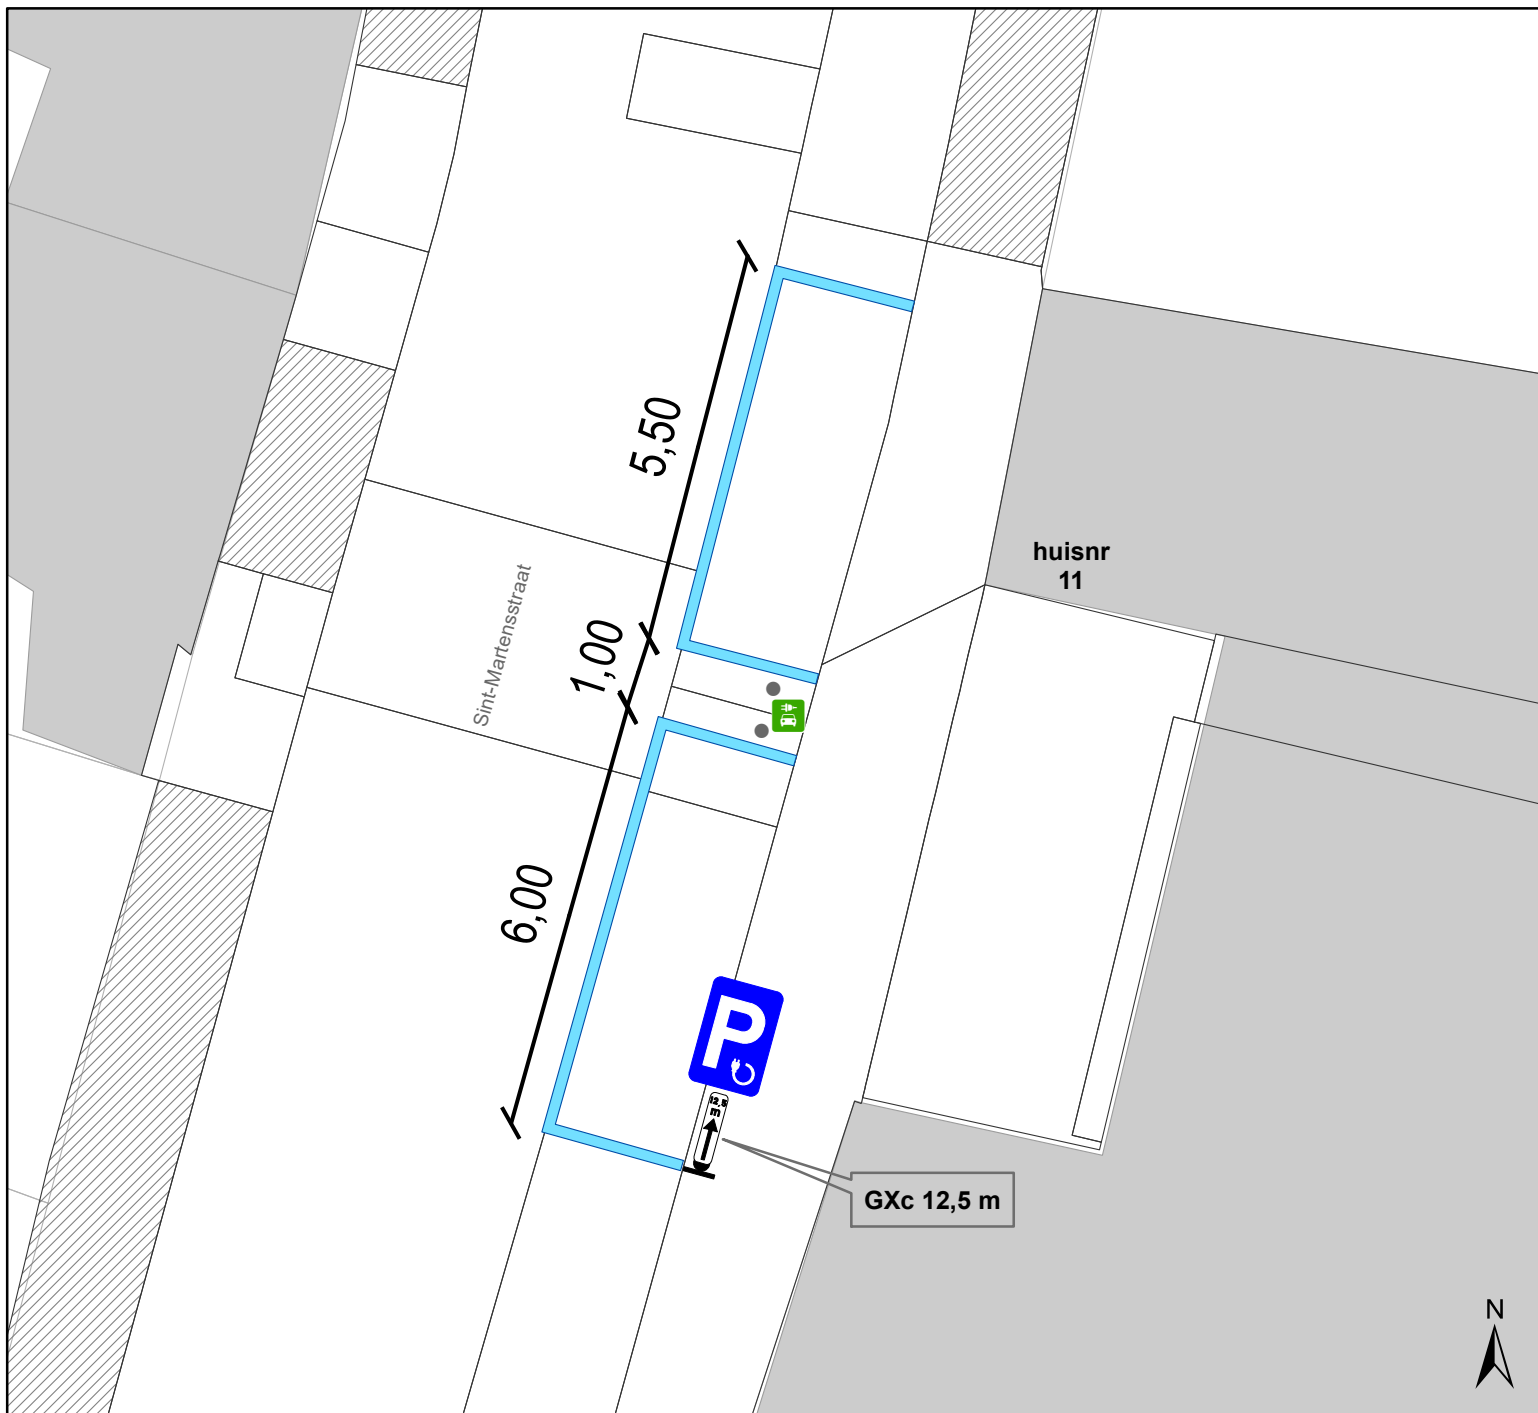 5,50
huisnr
11
Sint-Martensstraat
1,00
6,00
P
12,5
m
GXc 12,5 m
N